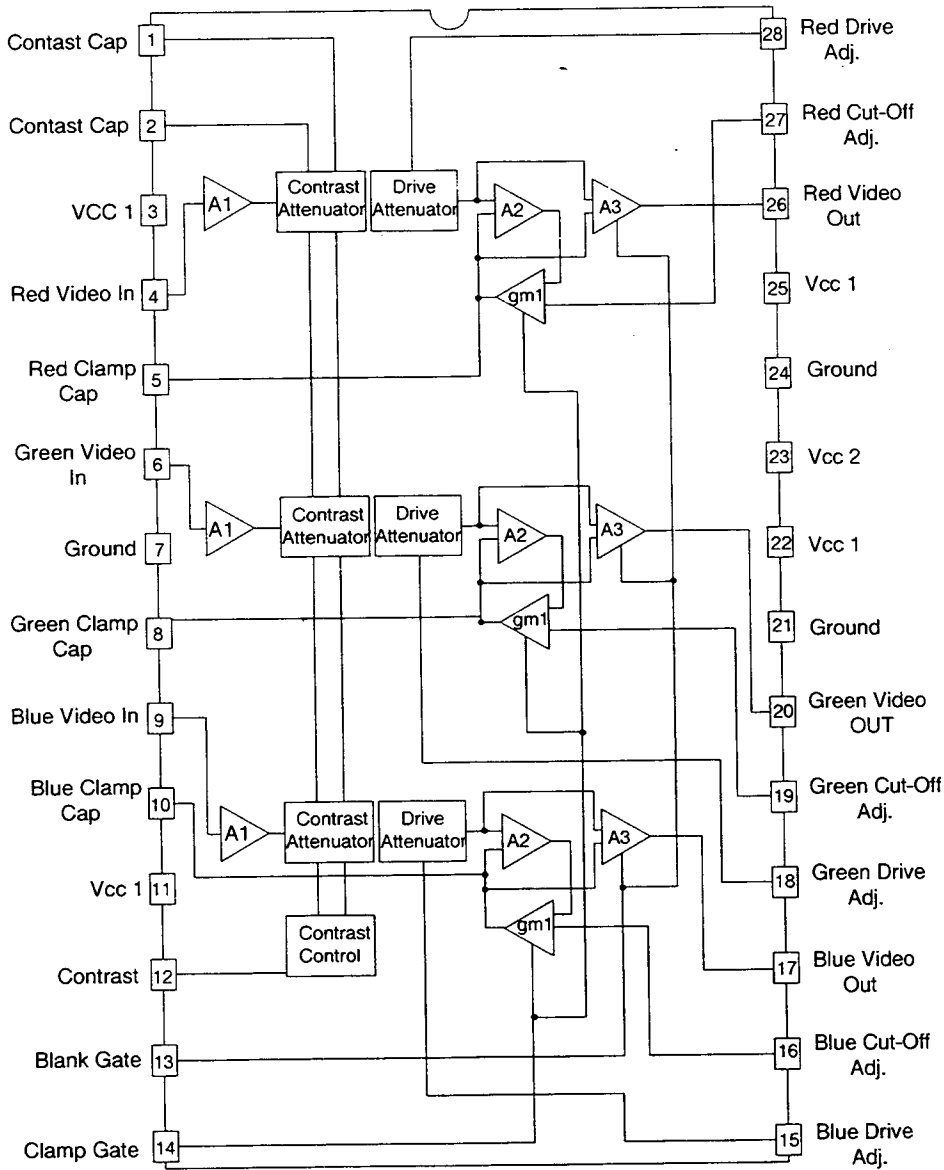 Contast Cap
1
28
Red Drive
Adj.
Contast Cap
2
27
Red Cut-Off
Adj.
VCC 1
3
A1
Contrast
Attenuator
Drive
Attenuator
A2
A3
26
Red Video
Out
Red Video In
4
gm1
25
Vcc 1
Red Clamp
Cap
5
24
Ground
Green Video
In
6
23
Vcc 2
Ground
7
A1
Contrast
Attenuator
Drive
Attenuator
A2
A3
22
Vcc 1
Green Clamp
Cap
8
gm1
21
Ground
Blue Video In
9
20
Green Video
OUT
Blue Clamp
Cap
10
19
Green Cut-Off
Adj.
A1
Contrast
Attenuator
Drive
Attenuator
A2
A3
Vcc 1
11
18
Green Drive
Adj.
gm1
Contrast
Control
Contrast
12
17
Blue Video
Out
Blank Gate
13
16
Blue Cut-Off
Adj.
Clamp Gate
14
15
Blue Drive
Adj.